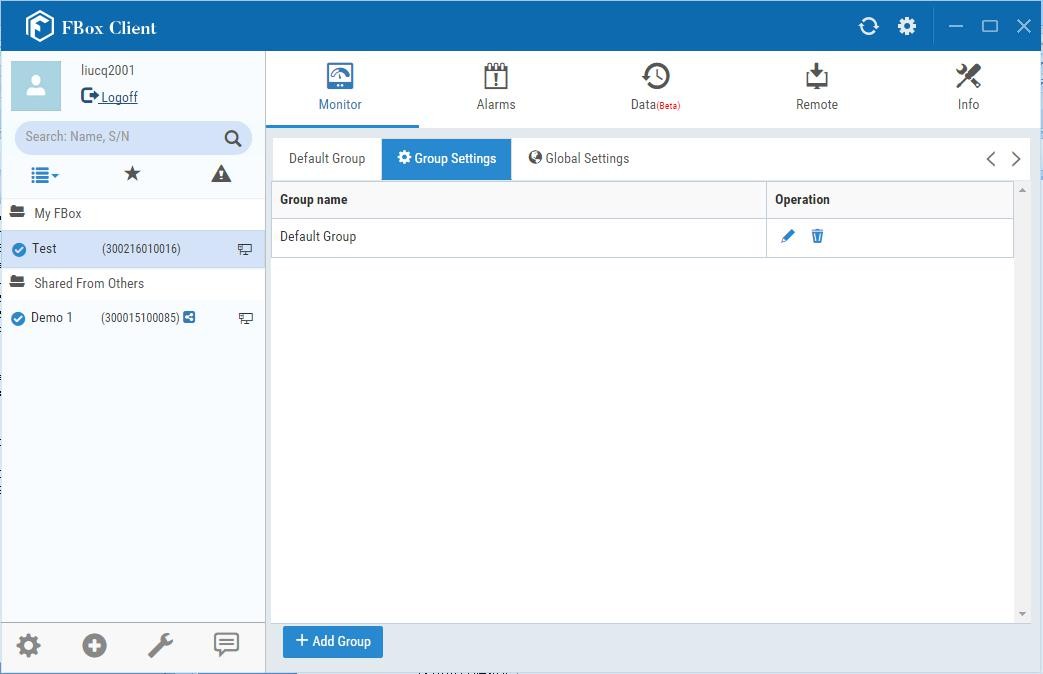 FBox Client
liucq2001
Logoff
Search: Name, S/N
My FBox
Test (300216010016)
Shared From Others
Demo 1 (300015100085)
Monitor
Alarms
Data(Beta)
Remote
Info
Default Group
Group Settings
Global Settings
Group name Operation
Default Group
+ Add Group